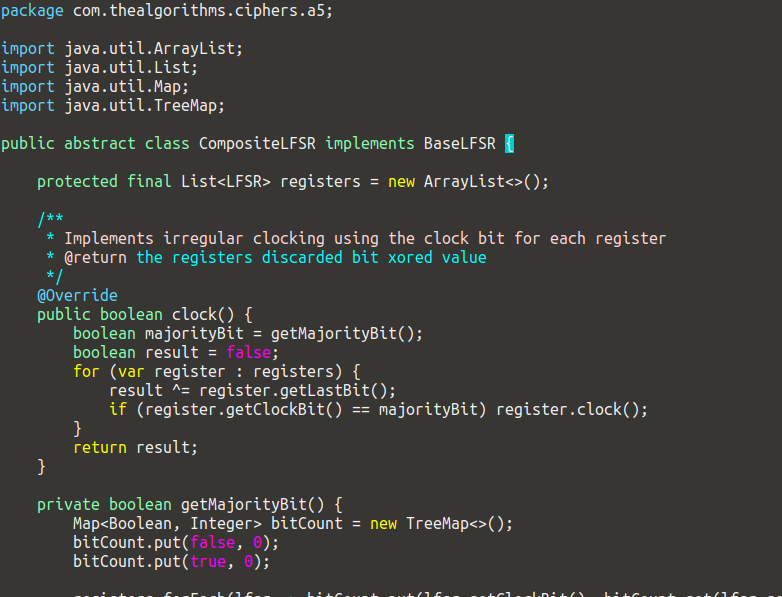 package com.thealgorithms.ciphers.a5;
import java.util.ArrayList;
import java.util.List;
import java.util.Map;
import java.util.TreeMap;
public abstract class CompositeLFSR implements BaseLFSR {
protected final List<LFSR> registers = new ArrayList<>();
/**
* Implements irregular clocking using the clock bit for each register
* @return the registers discarded bit xored value
*/
@Override
public boolean clock() {
boolean majorityBit = getMajorityBit();
boolean result = false;
for (var register : registers) {
result ^= register.getLastBit();
if (register.getClockBit() == majorityBit) register.clock();
}
return result;
}
private boolean getMajorityBit() {
Map<Boolean, Integer> bitCount = new TreeMap<>();
bitCount.put(false, 0);
bitCount.put(true, 0);